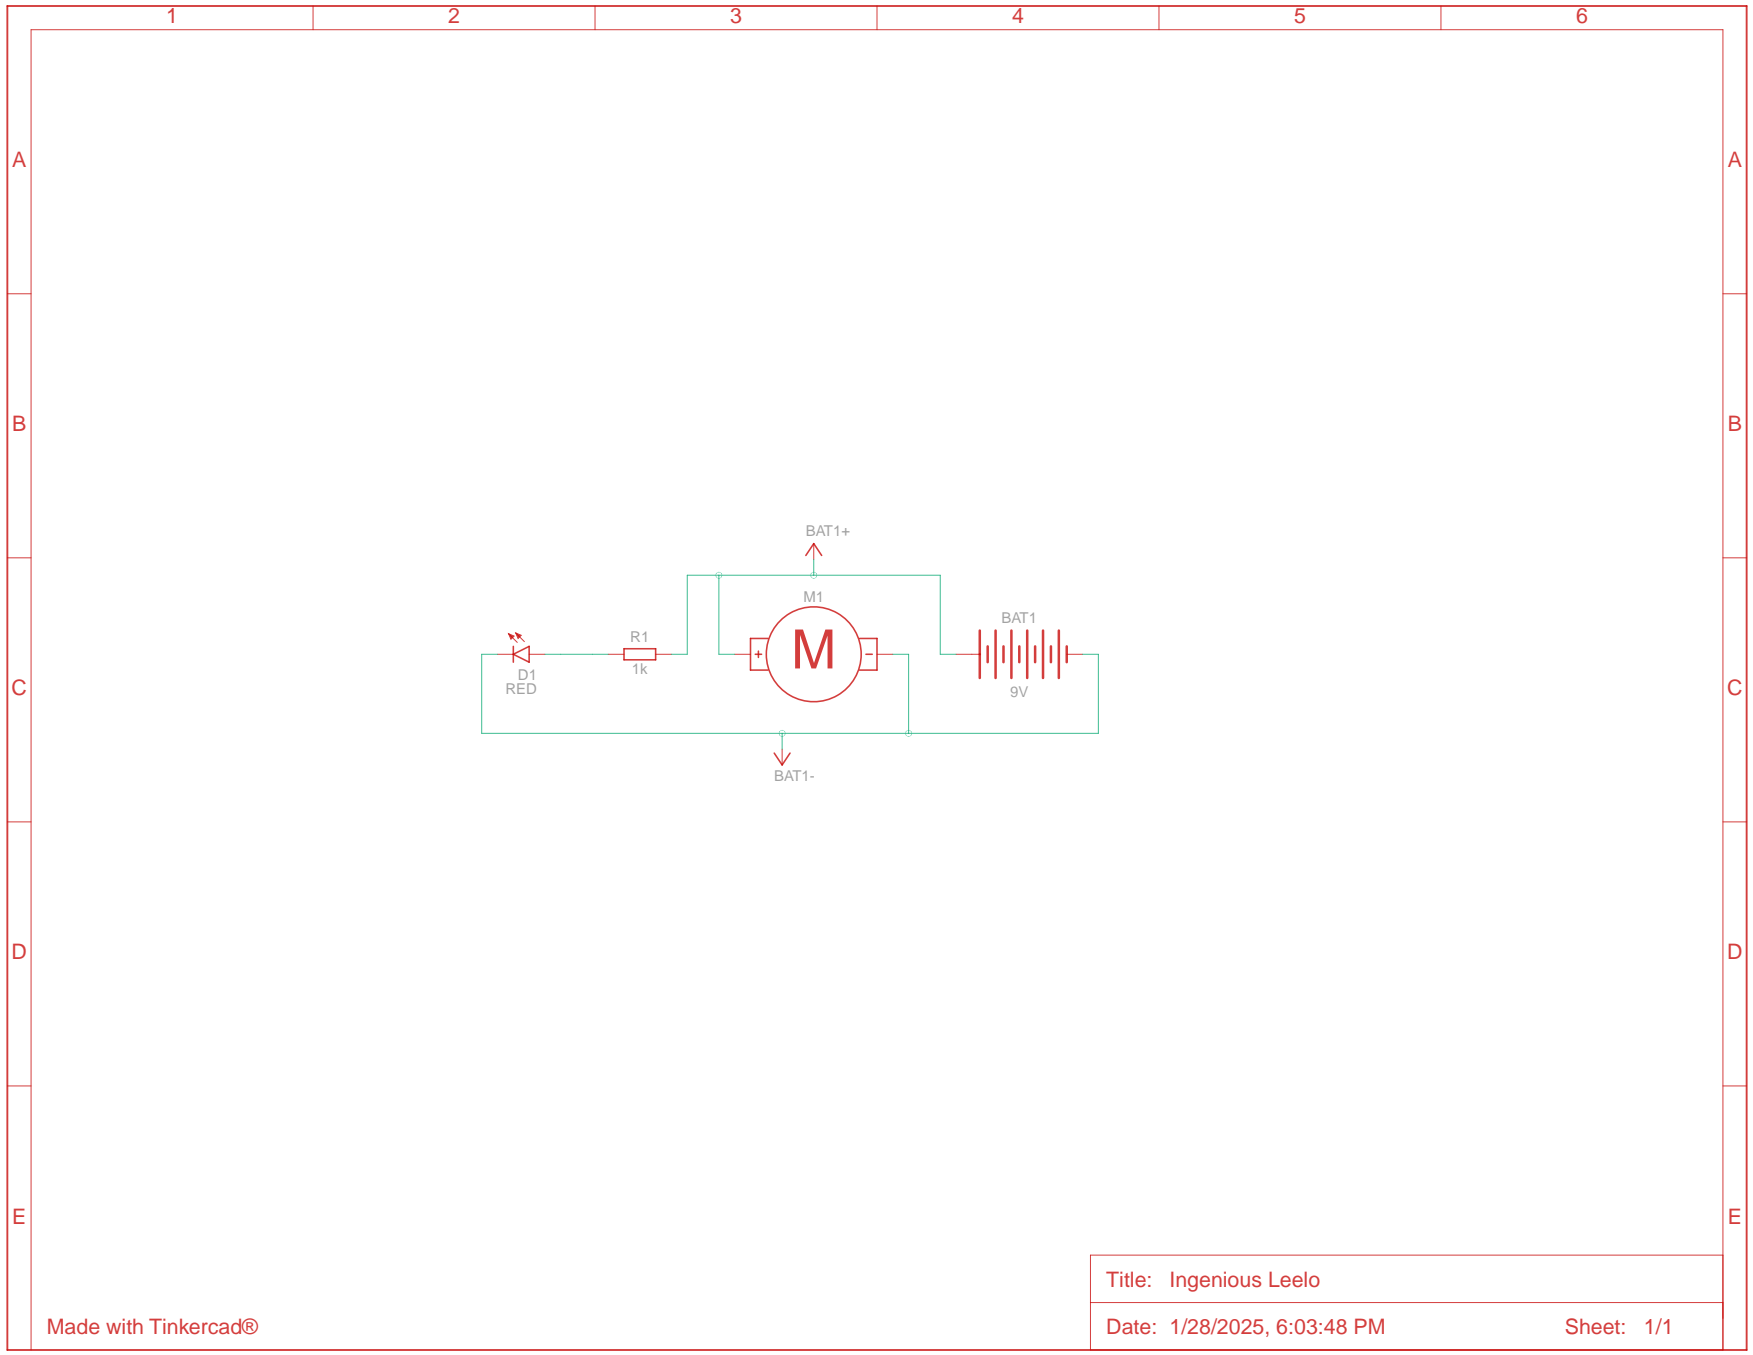 1 2 3 4 5 6
A A
B B
BAT1+
M1
BAT1
R1
M
+ -
1k
D1
RED
9V
C C
BAT1-
D D
E E
Title: Ingenious Leelo
Made with Tinkercad®
Date: 1/28/2025, 6:03:48 PM Sheet: 1/1